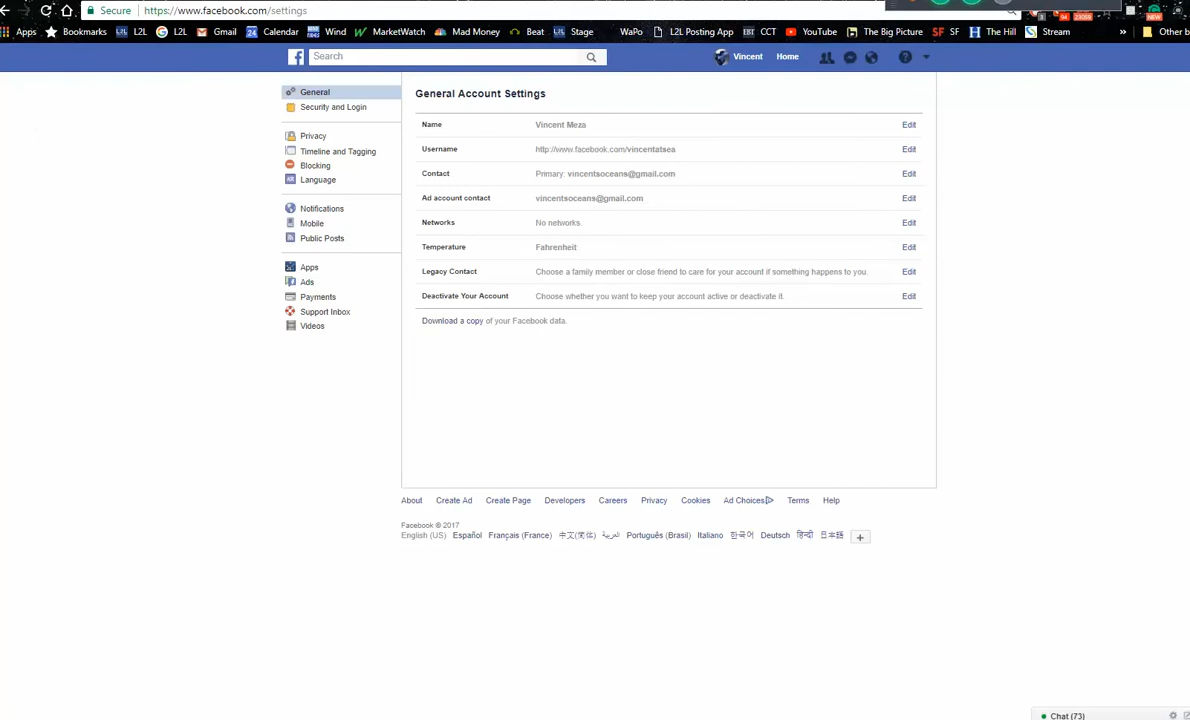 Secure https://www.facebook.com/settings
Apps Bookmarks L2L L2L Gmail Calendar Wind MarketWatch Mad Money Beat Stage WaPo L2L Posting App CCT YouTube The Big Picture SF The Hill Stream » Other b
Search Vincent Home
General
Security and Login
Privacy
Timeline and Tagging
Blocking
Language
Notifications
Mobile
Public Posts
Apps
Ads
Payments
Support Inbox
Videos
General Account Settings
Name Vincent Meza Edit
Username http://www.facebook.com/vincentatsea Edit
Contact Primary: vincentsoceans@gmail.com Edit
Ad account contact vincentsoceans@gmail.com Edit
Networks No networks. Edit
Temperature Fahrenheit Edit
Legacy Contact Choose a family member or close friend to care for your account if something happens to you. Edit
Deactivate Your Account Choose whether you want to keep your account active or deactivate it. Edit
Download a copy of your Facebook data.
About Create Ad Create Page Developers Careers Privacy Cookies Ad Choices Terms Help
Facebook © 2017
English (US) Español Français (France) 中文(简体) العربية Português (Brasil) Italiano 한국어 Deutsch हिन्दी 日本語 +
Chat (73)